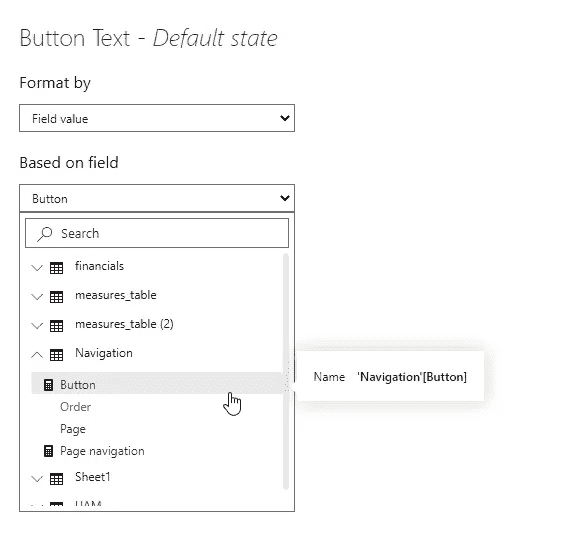 Button Text - Default state
Format by
Field value
Based on field
Button
Search
financials
measures_table
measures_table (2)
Navigation
Button
Name 'Navigation'[Button]
Order
Page
Page navigation
Sheet1